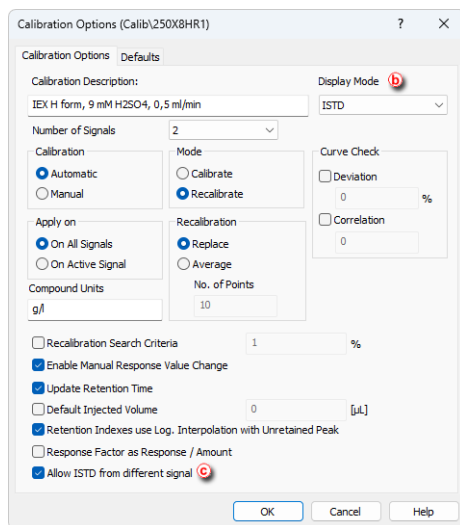 Calibration Options (Calib\250X8HR1) ? ×
Calibration Options Defaults
Calibration Description: Display Mode b
IEX H form, 9 mM H2SO4, 0,5 ml/min ISTD
Number of Signals 2
Calibration Mode Curve Check
Automatic Calibrate Deviation
Manual Recalibrate 0 %
Apply on Recalibration Correlation
On All Signals Replace 0
On Active Signal Average
Compound Units No. of Points
g/l 10
Recalibration Search Criteria 1 %
Enable Manual Response Value Change
Update Retention Time
Default Injected Volume 0 [µL]
Retention Indexes use Log. Interpolation with Unretained Peak
Response Factor as Response / Amount
Allow ISTD from different signal c
OK Cancel Help